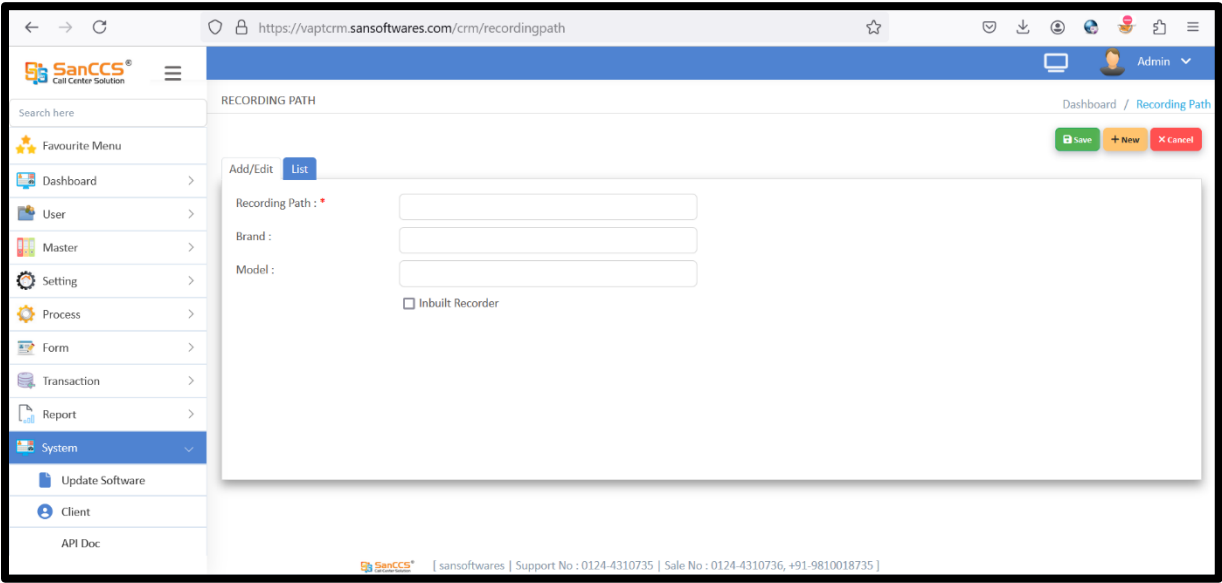 https://vaptcrm.sansoftwares.com/crm/recordingpath
SanCCS®
Call Center Solution
Admin
Search here
RECORDING PATH
Dashboard / Recording Path
Save
+ New
× Cancel
Favourite Menu
Dashboard
User
Master
Setting
Process
Form
Transaction
Report
System
Update Software
Client
API Doc
Add/Edit
List
Recording Path : *
Brand :
Model :
Inbuilt Recorder
SanCCS® [ sansoftwares | Support No : 0124-4310735 | Sale No : 0124-4310736, +91-9810018735 ]
Call Center Solution